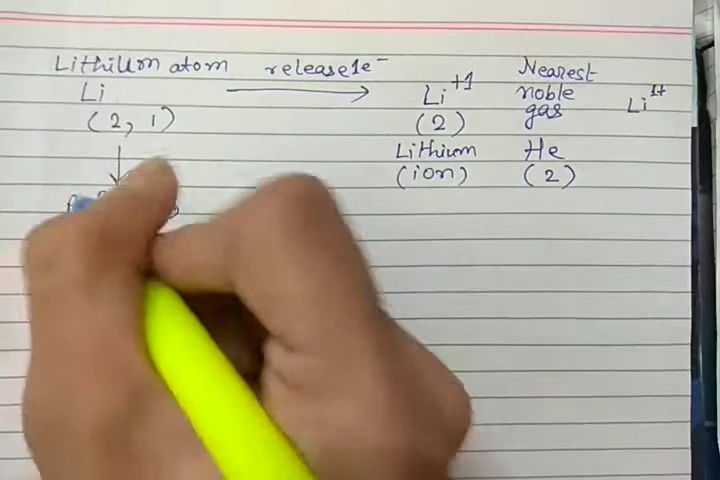 Lithium atom release 1e⁻ Nearest
Li ⟶ Li⁺¹ noble Li¹⁺
(2, 1) (2) gas
Lithium He
(ion) (2)